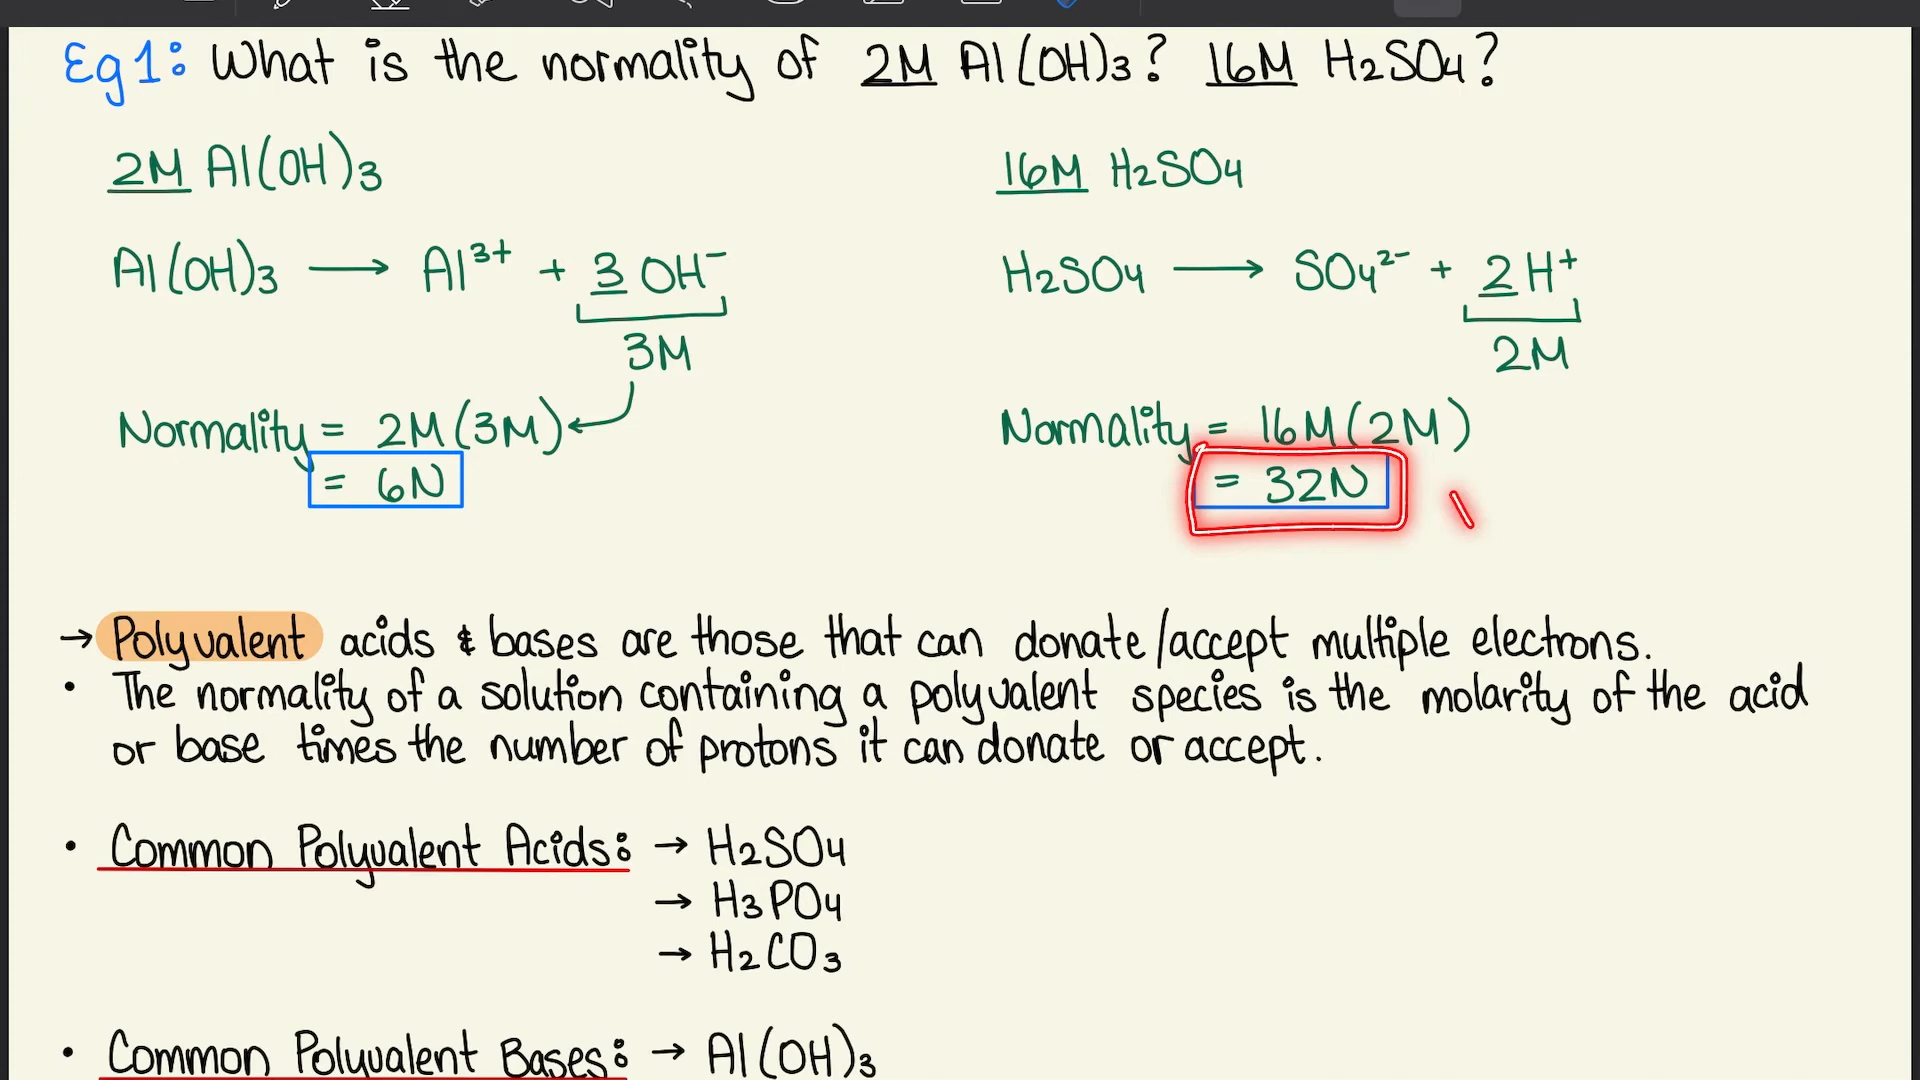 Eg1: What is the normality of 2M Al(OH)3? 16M H2SO4?
2M Al(OH)3
Al(OH)3 → Al³⁺ + 3 OH⁻
3M
Normality = 2M(3M)
= 6N
16M H2SO4
H2SO4 → SO4²⁻ + 2H⁺
2M
Normality = 16M(2M)
= 32N
→ Polyvalent acids & bases are those that can donate/accept multiple electrons.
• The normality of a solution containing a polyvalent species is the molarity of the acid
or base times the number of protons it can donate or accept.
• Common Polyvalent Acids: → H2SO4
→ H3PO4
→ H2CO3
• Common Polyvalent Bases: → Al(OH)3